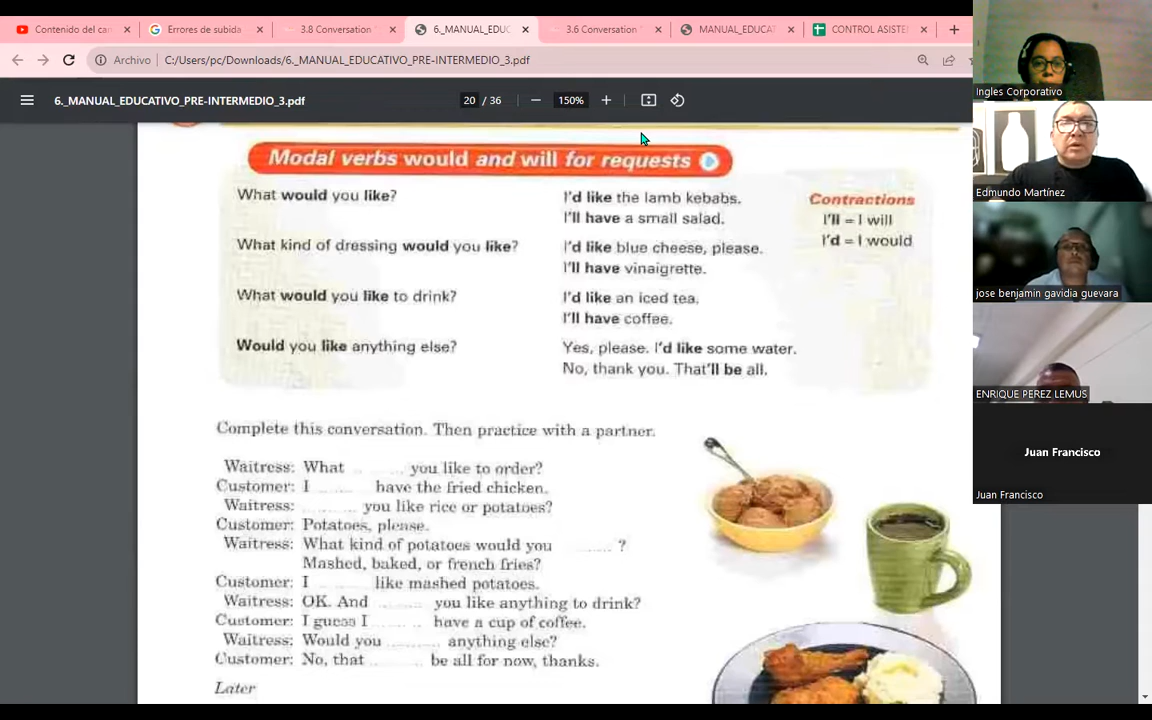 Contenido del car
Errores de subida
3.8 Conversation
6._MANUAL_EDUC
3.6 Conversation
MANUAL_EDUCAT
CONTROL ASISTE
Archivo
C:/Users/pc/Downloads/6._MANUAL_EDUCATIVO_PRE-INTERMEDIO_3.pdf
6._MANUAL_EDUCATIVO_PRE-INTERMEDIO_3.pdf
20 / 36
150%
Modal verbs would and will for requests
What would you like?
I'd like the lamb kebabs.
I'll have a small salad.
What kind of dressing would you like?
I'd like blue cheese, please.
I'll have vinaigrette.
What would you like to drink?
I'd like an iced tea.
I'll have coffee.
Would you like anything else?
Yes, please. I'd like some water.
No, thank you. That'll be all.
Contractions
I'll = I will
I'd = I would
Complete this conversation. Then practice with a partner.
Waitress: What ........ you like to order?
Customer: I ........ have the fried chicken.
Waitress: ........ you like rice or potatoes?
Customer: Potatoes, please.
Waitress: What kind of potatoes would you ........ ?
Mashed, baked, or french fries?
Customer: I ........ like mashed potatoes.
Waitress: OK. And ........ you like anything to drink?
Customer: I guess I ........ have a cup of coffee.
Waitress: Would you ........ anything else?
Customer: No, that ........ be all for now, thanks.
Later
Ingles Corporativo
Edmundo Martínez
jose benjamin gavidia guevara
ENRIQUE PEREZ LEMUS
Juan Francisco
Juan Francisco